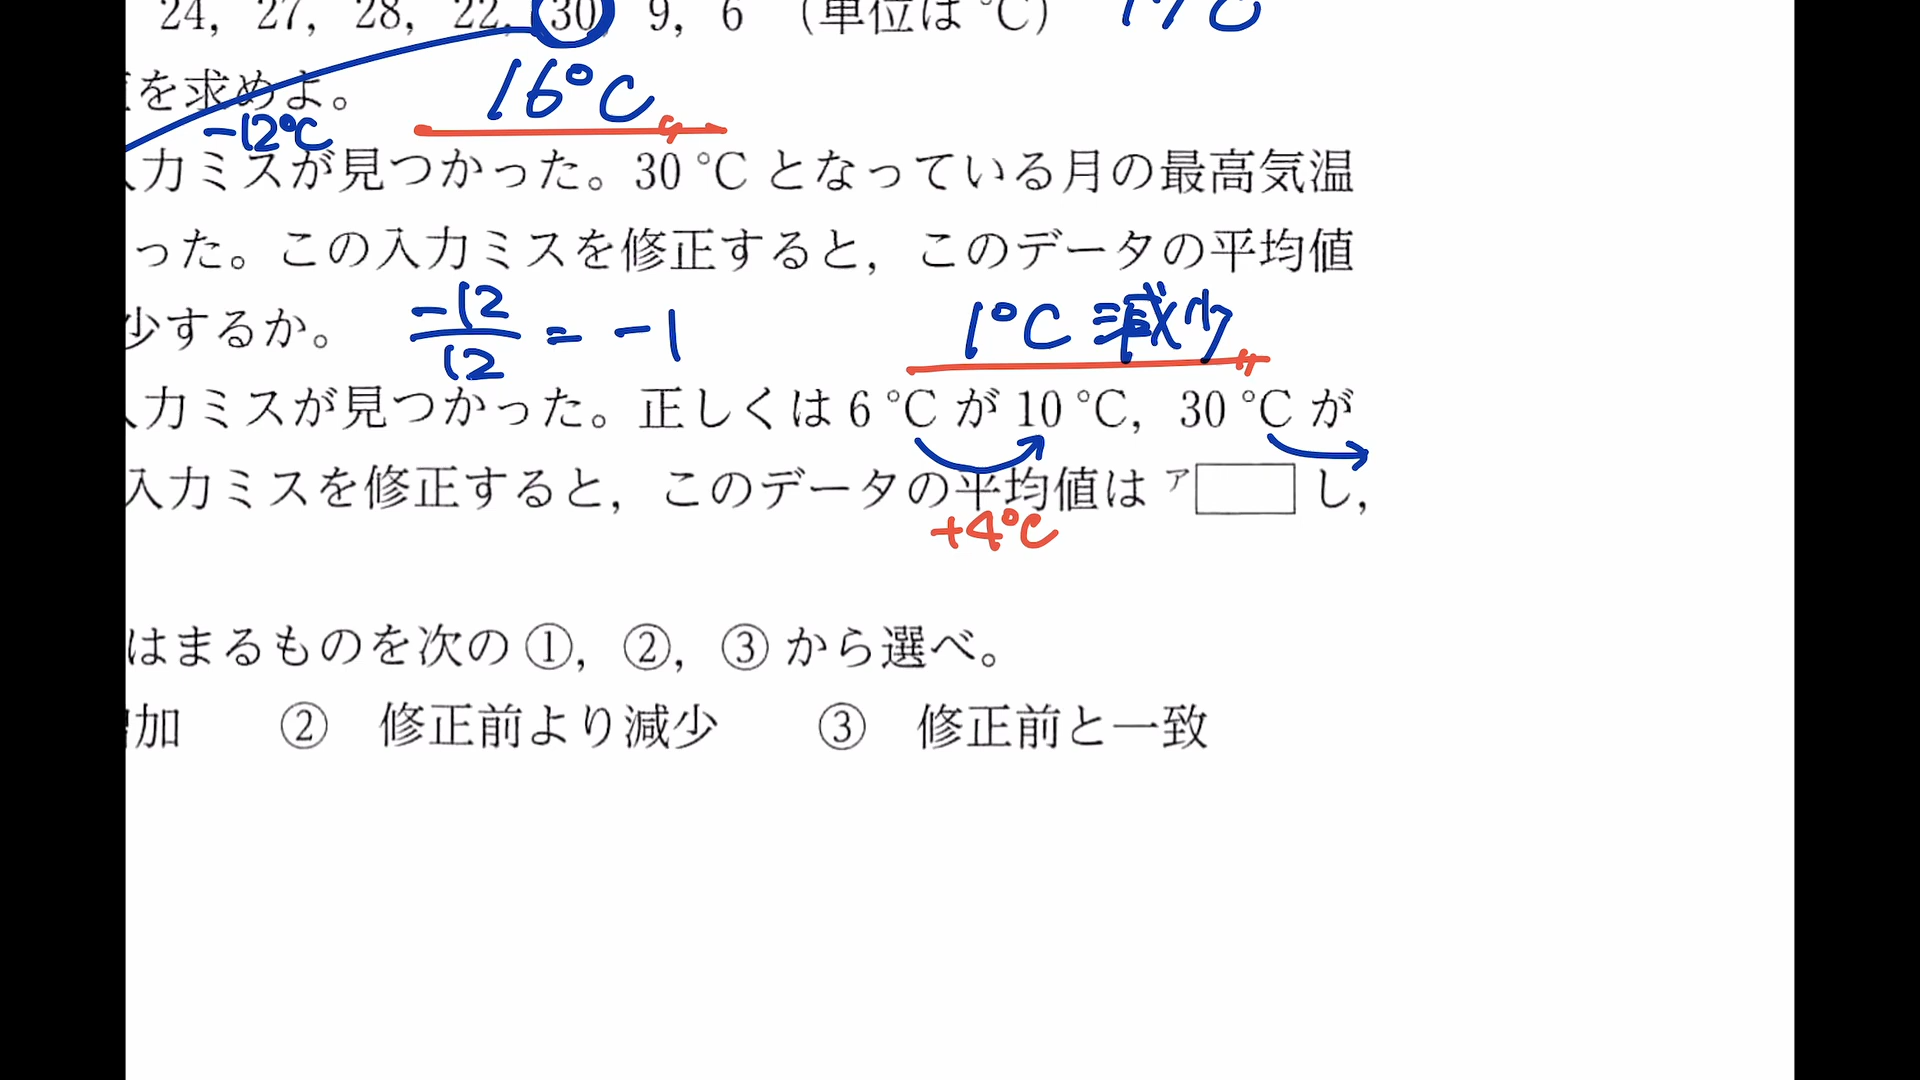 24, 27, 28, 22, 30, 9, 6 (単位は ℃)
を求めよ。 16℃
-12℃
力ミスが見つかった。30 ℃ となっている月の最高気温
った。この入力ミスを修正すると, このデータの平均値
少するか。 -12/12 = -1 1℃ 減少
力ミスが見つかった。正しくは 6 ℃ が 10 ℃, 30 ℃ が
入力ミスを修正すると, このデータの平均値は ア し,
+4℃
はまるものを次の ①, ②, ③ から選べ。
加 ② 修正前より減少 ③ 修正前と一致